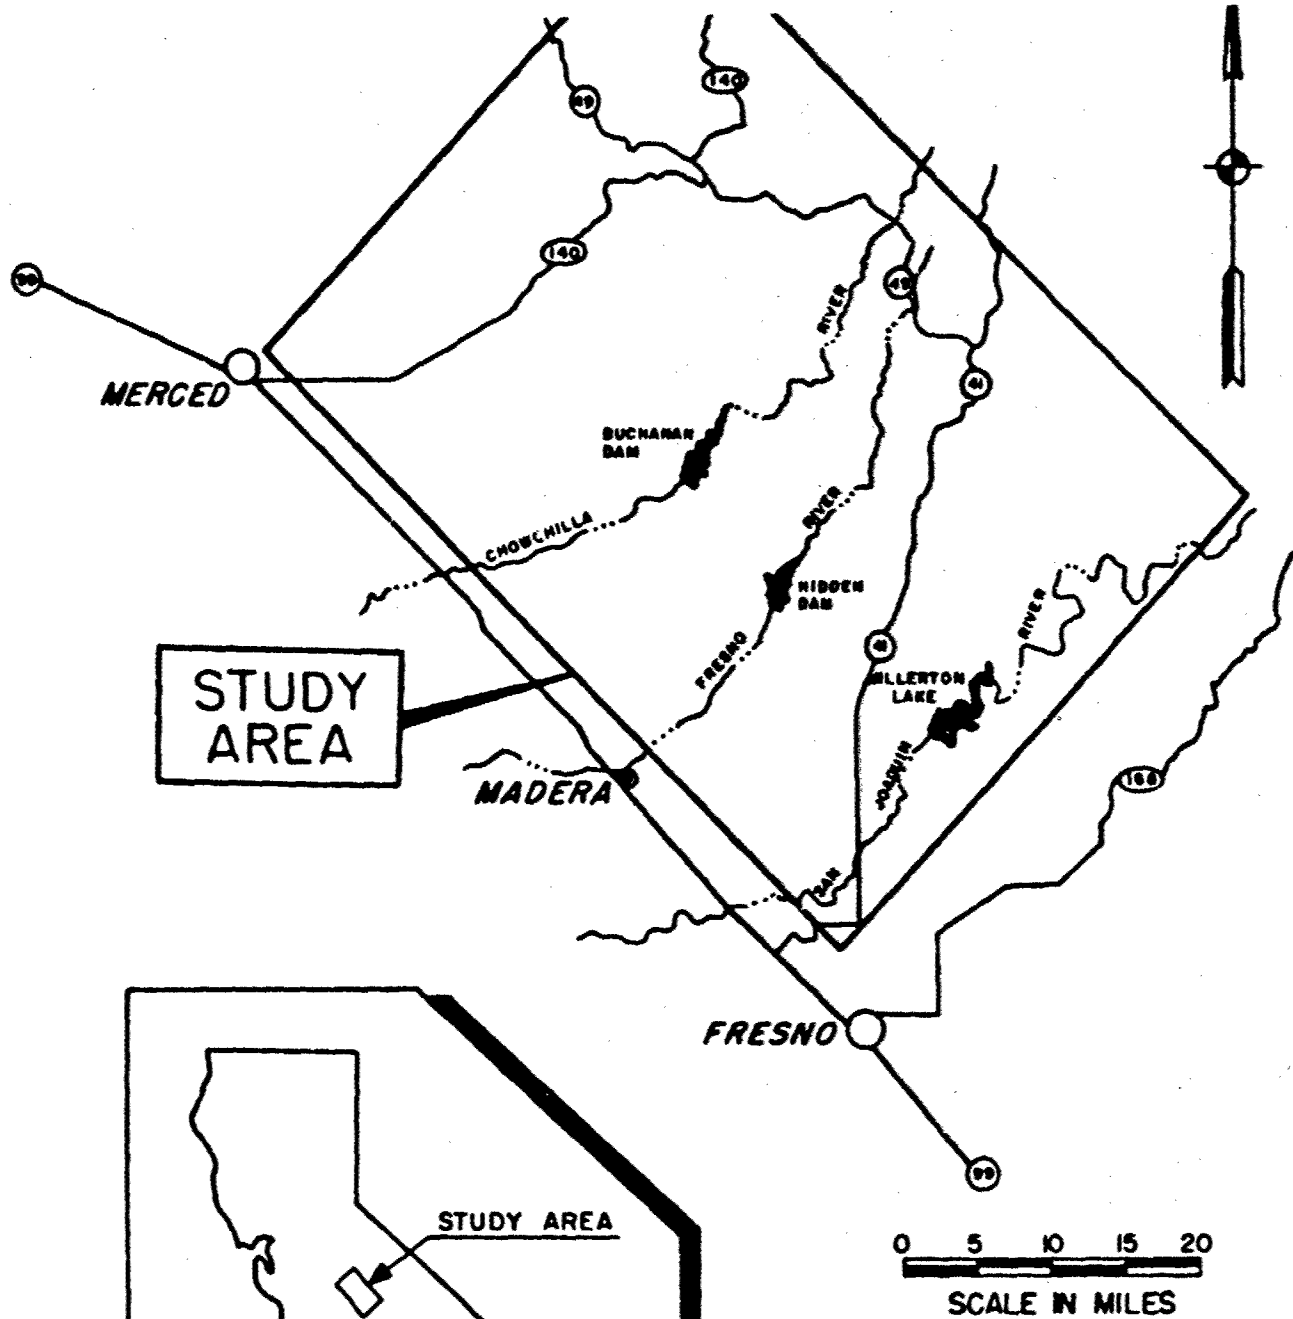 49
140
140
99
49
RIVER
MERCED
41
BUCHANAN
DAM
RIVER
CHOWCHILLA
HIDDEN
DAM
RIVER
41
FRESNO
STUDY
AREA
MILLERTON
LAKE
JOAQUIN
MADERA
168
SAN
FRESNO
99
STUDY AREA
0 5 10 15 20
SCALE IN MILES